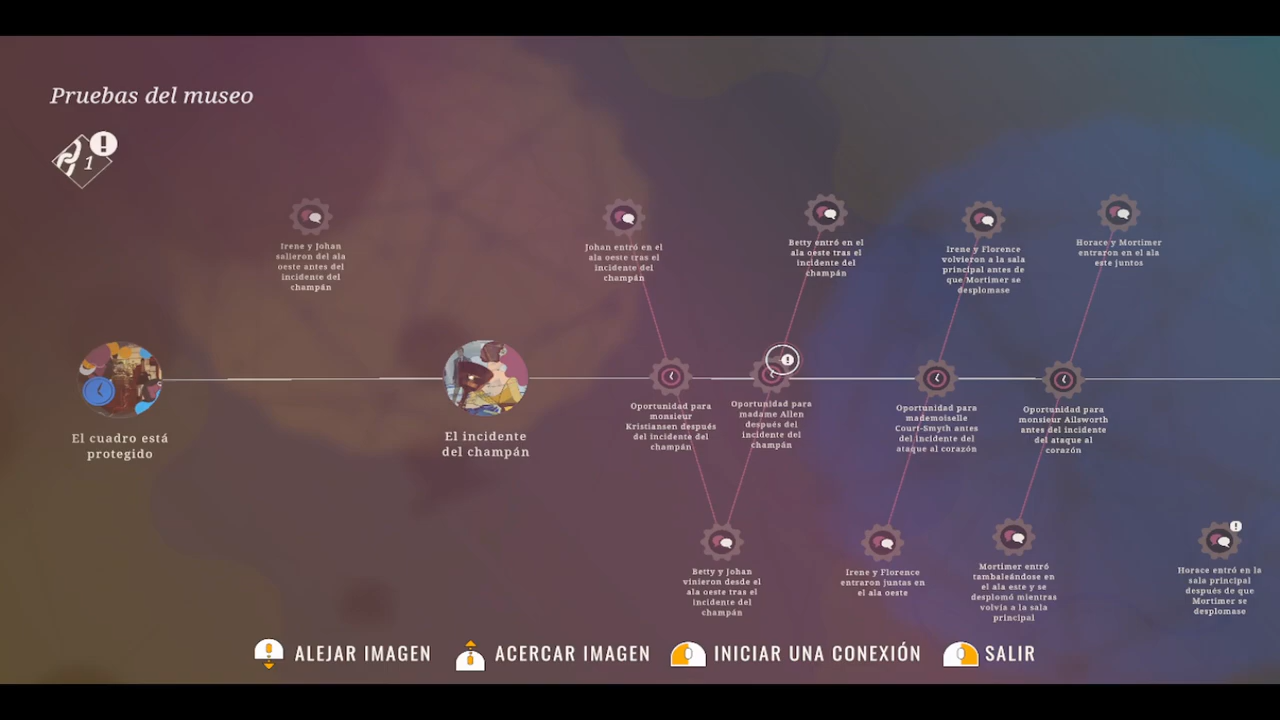 Pruebas del museo
1
Irene y Johan
salieron del ala
oeste antes del
incidente del
champán
Johan entró en el
ala oeste tras el
incidente del
champán
Betty entró en el
ala oeste tras el
incidente del
champán
Irene y Florence
volvieron a la sala
principal antes de
que Mortimer se
desplomase
Horace y Mortimer
entraron en el ala
este juntos
El cuadro está
protegido
El incidente
del champán
Oportunidad para
monsieur
Kristiansen después
del incidente del
champán
Oportunidad para
madame Allen
después del
incidente del
champán
Oportunidad para
mademoiselle
Court-Smyth antes
del incidente del
ataque al corazón
Oportunidad para
monsieur Ailsworth
antes del incidente
del ataque al
corazón
Betty y Johan
vinieron desde el
ala oeste tras el
incidente del
champán
Irene y Florence
entraron juntas en
el ala oeste
Mortimer entró
tambaleándose en
el ala este y se
desplomó mientras
volvía a la sala
principal
Horace entró en la
sala principal
después de que
Mortimer se
desplomase
ALEJAR IMAGEN
ACERCAR IMAGEN
INICIAR UNA CONEXIÓN
SALIR